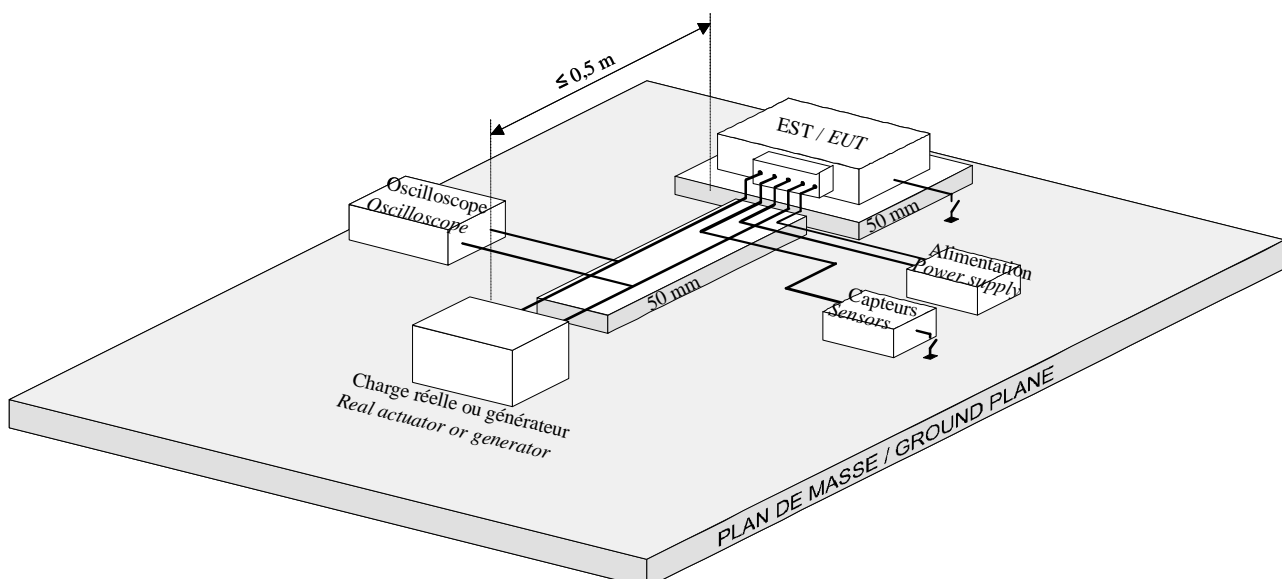 ≤ 0,5 m
EST / EUT
Oscilloscope
Oscilloscope
50 mm
Alimentation
Power supply
50 mm
Capteurs
Sensors
Charge réelle ou générateur
Real actuator or generator
PLAN DE MASSE / GROUND PLANE